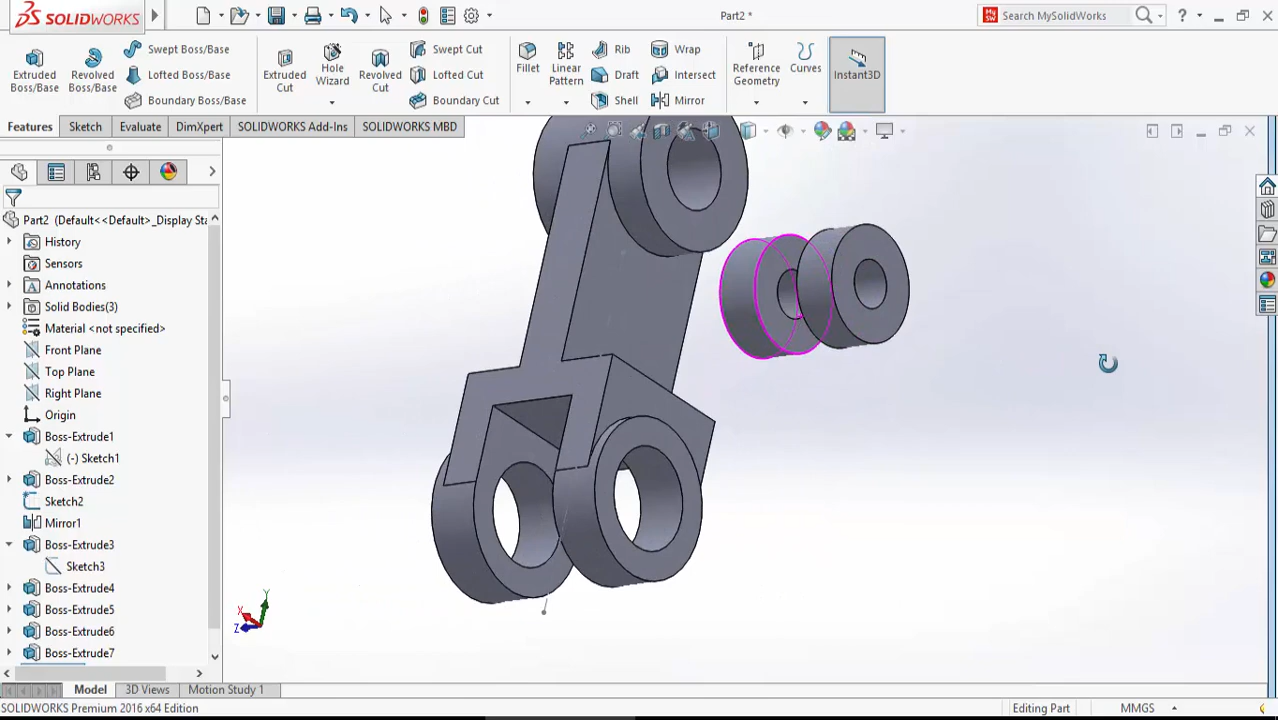 SOLIDWORKS
Part2 *
MY SW
Search MySolidWorks
?
Extruded Boss/Base
Revolved Boss/Base
Swept Boss/Base
Lofted Boss/Base
Boundary Boss/Base
Extruded Cut
Hole Wizard
Revolved Cut
Swept Cut
Lofted Cut
Boundary Cut
Fillet
Linear Pattern
Rib
Draft
Shell
Wrap
Intersect
Mirror
Reference Geometry
Curves
Instant3D
Features
Sketch
Evaluate
DimXpert
SOLIDWORKS Add-Ins
SOLIDWORKS MBD
Part2 (Default<<Default>_Display Sta
History
Sensors
Annotations
Solid Bodies(3)
Material <not specified>
Front Plane
Top Plane
Right Plane
Origin
Boss-Extrude1
(-) Sketch1
Boss-Extrude2
Sketch2
Mirror1
Boss-Extrude3
Sketch3
Boss-Extrude4
Boss-Extrude5
Boss-Extrude6
Boss-Extrude7
Y
X
Z
Model
3D Views
Motion Study 1
SOLIDWORKS Premium 2016 x64 Edition
Editing Part
MMGS